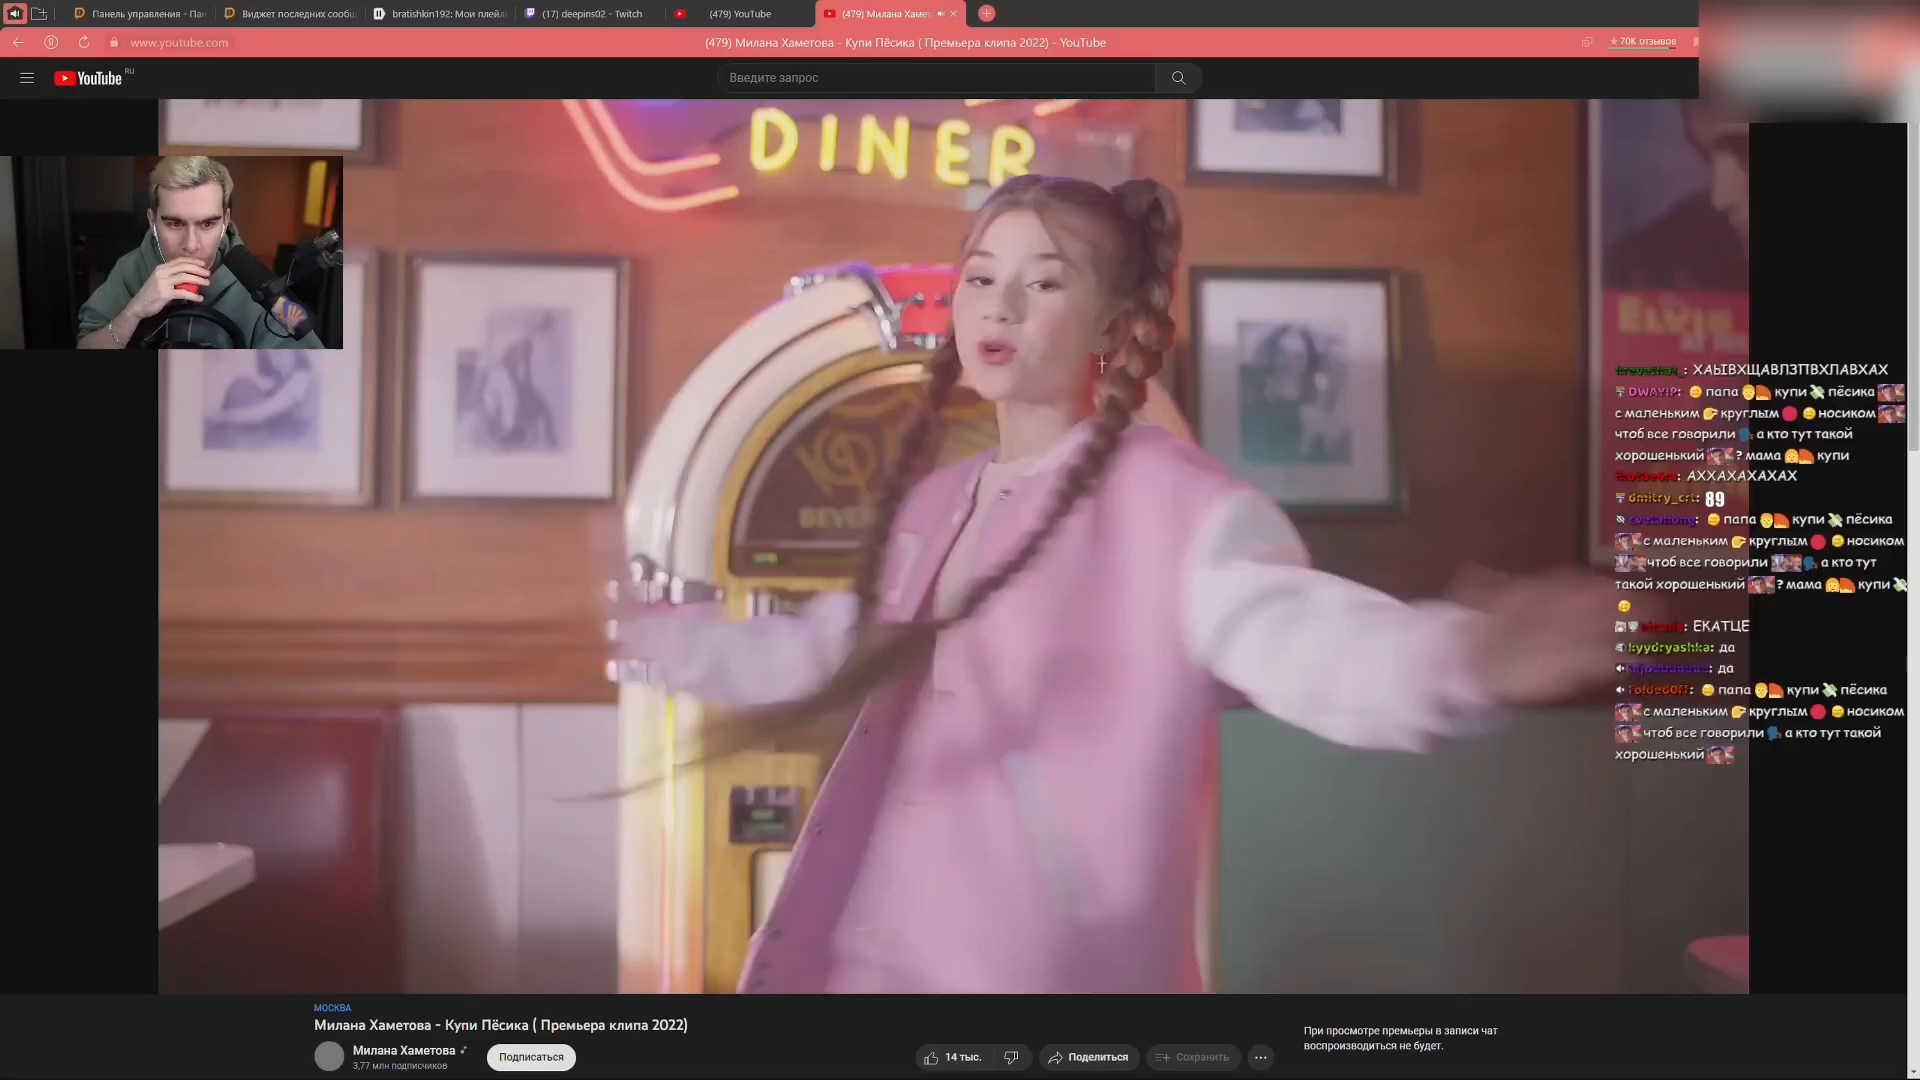 Панель управления - Пан
Виджет последних сообщ
bratishkin192: Мои плейл
(17) deepins02 - Twitch
(479) YouTube
(479) Милана Хамет
www.youtube.com
(479) Милана Хаметова - Купи Пёсика ( Премьера клипа 2022) - YouTube
★ 70K отзывов
YouTube RU
Введите запрос
DINER
ELVIS
BEVER
: ХАЫВХЩАВЛЗПВХЛАВХАХ
DWAYIP: папа купи пёсика
с маленьким круглым носиком
чтоб все говорили а кто тут такой
хорошенький ? мама купи
: АХХАХАХАХАХ
dmitry_crt: 89
: папа купи пёсика
с маленьким круглым носиком
чтоб все говорили а кто тут
такой хорошенький ? мама купи
: ЕКАТЦЕ
kyydryashka: да
: да
: папа купи пёсика
с маленьким круглым носиком
чтоб все говорили а кто тут такой
хорошенький
МОСКВА
Милана Хаметова - Купи Пёсика ( Премьера клипа 2022)
Милана Хаметова
3,77 млн подписчиков
Подписаться
14 тыс.
Поделиться
Сохранить
При просмотре премьеры в записи чат
воспроизводиться не будет.